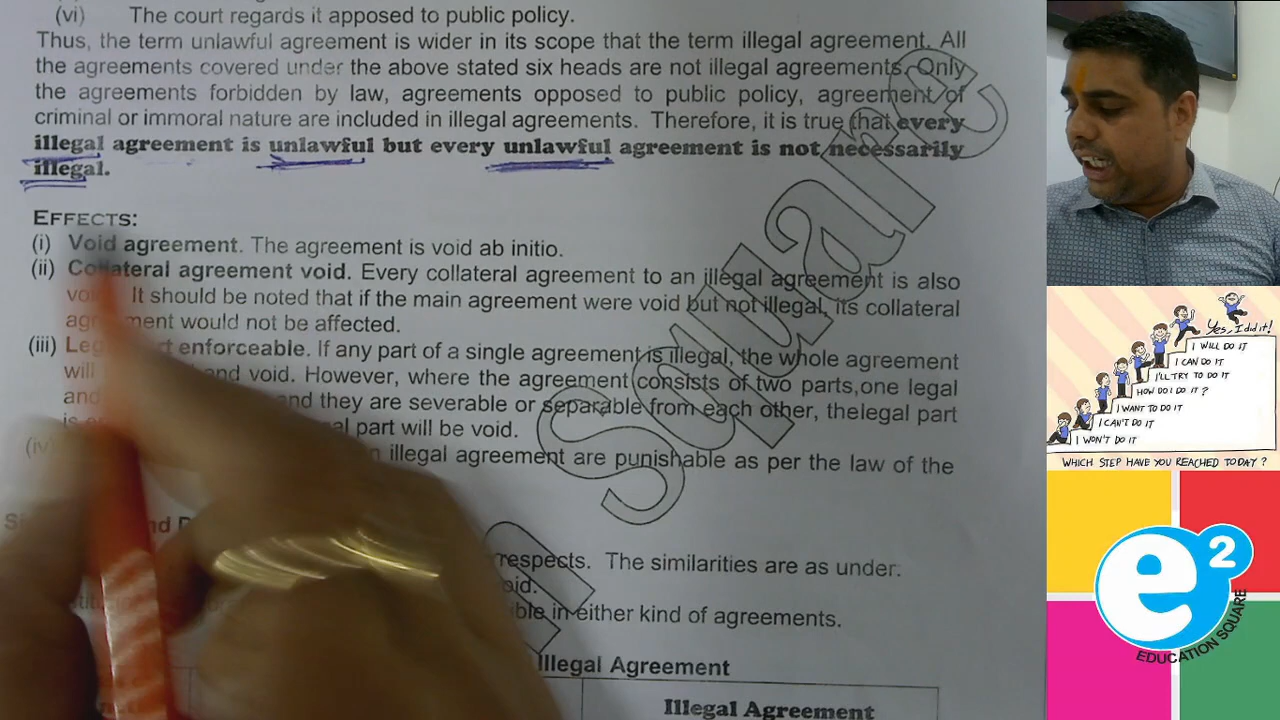 (vi) The court regards it apposed to public policy.
Thus, the term unlawful agreement is wider in its scope that the term illegal agreement. All
the agreements covered under the above stated six heads are not illegal agreements. Only
the agreements forbidden by law, agreements opposed to public policy, agreement of
criminal or immoral nature are included in illegal agreements. Therefore, it is true that every
illegal agreement is unlawful but every unlawful agreement is not necessarily
illegal.
EFFECTS:
(i) Void agreement. The agreement is void ab initio.
(ii) Collateral agreement void. Every collateral agreement to an illegal agreement is also
It should be noted that if the main agreement were void but not illegal, its collateral
agreement would not be affected.
(iii) enforceable. If any part of a single agreement is illegal, the whole agreement
will and void. However, where the agreement consists of two parts,one legal
and and they are severable or separable from each other, thelegal part
part will be void.
(iv) illegal agreement are punishable as per the law of the
respects. The similarities are as under.
in either kind of agreements.
Illegal Agreement
Illegal Agreement
Square
Yes, I did it!
I WILL DO IT
I CAN DO IT
I'LL TRY TO DO IT
HOW DO I DO IT?
I WANT TO DO IT
I CAN'T DO IT
I WON'T DO IT
WHICH STEP HAVE YOU REACHED TODAY?
e2
EDUCATION SQUARE